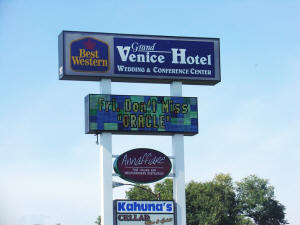 Best
Western
Grand
Venice Hotel
Wedding & Conference Center
Fri. Don't Miss
"ORACLE"
Kahuna's
CELLAR